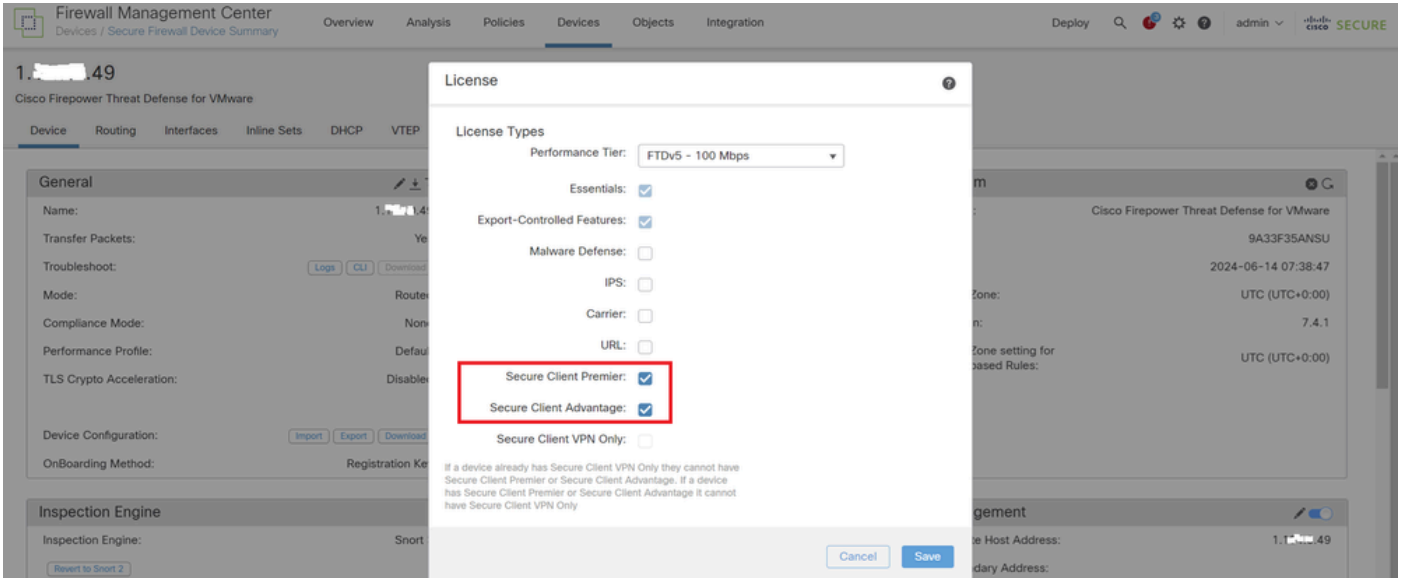 Firewall Management Center
Devices / Secure Firewall Device Summary
Overview Analysis Policies Devices Objects Integration
Deploy admin
CISCO SECURE
1. .49
Cisco Firepower Threat Defense for VMware
Device Routing Interfaces Inline Sets DHCP VTEP
General
Name: 1.
Transfer Packets:
Troubleshoot: Logs CLI Download
Mode:
Compliance Mode:
Performance Profile:
TLS Crypto Acceleration:
Device Configuration: Import Export Download
OnBoarding Method: Registration
Inspection Engine
Inspection Engine: Snort
Revert to Snort 2
License
License Types
Performance Tier: FTDv5 - 100 Mbps
Essentials:
Export-Controlled Features:
Malware Defense:
IPS:
Carrier:
URL:
Secure Client Premier:
Secure Client Advantage:
Secure Client VPN Only:
If a device already has Secure Client VPN Only they cannot have
Secure Client Premier or Secure Client Advantage. If a device
has Secure Client Premier or Secure Client Advantage it cannot
have Secure Client VPN Only
Cancel Save
Cisco Firepower Threat Defense for VMware
9A33F35ANSU
2024-06-14 07:38:47
Zone: UTC (UTC+0:00)
7.4.1
Zone setting for
based Rules: UTC (UTC+0:00)
gement
Host Address: .49
dary Address: